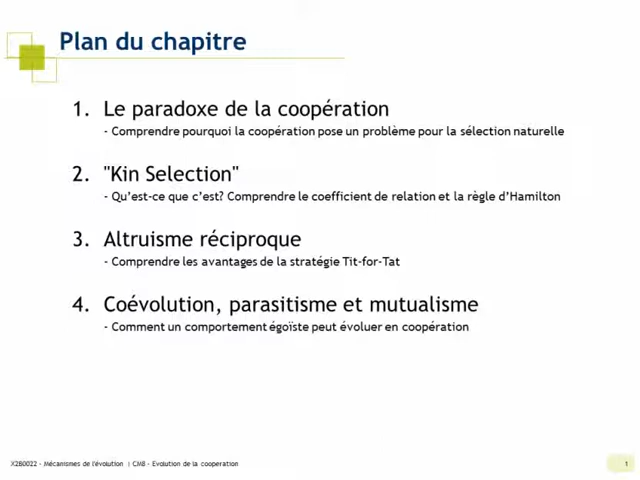 Plan du chapitre
1. Le paradoxe de la coopération
- Comprendre pourquoi la coopération pose un problème pour la sélection naturelle
2. "Kin Selection"
- Qu'est-ce que c'est? Comprendre le coefficient de relation et la règle d'Hamilton
3. Altruisme réciproque
- Comprendre les avantages de la stratégie Tit-for-Tat
4. Coévolution, parasitisme et mutualisme
- Comment un comportement égoïste peut évoluer en coopération
X2B0022 - Mécanismes de l'évolution | CM8 - Evolution de la cooperation
1